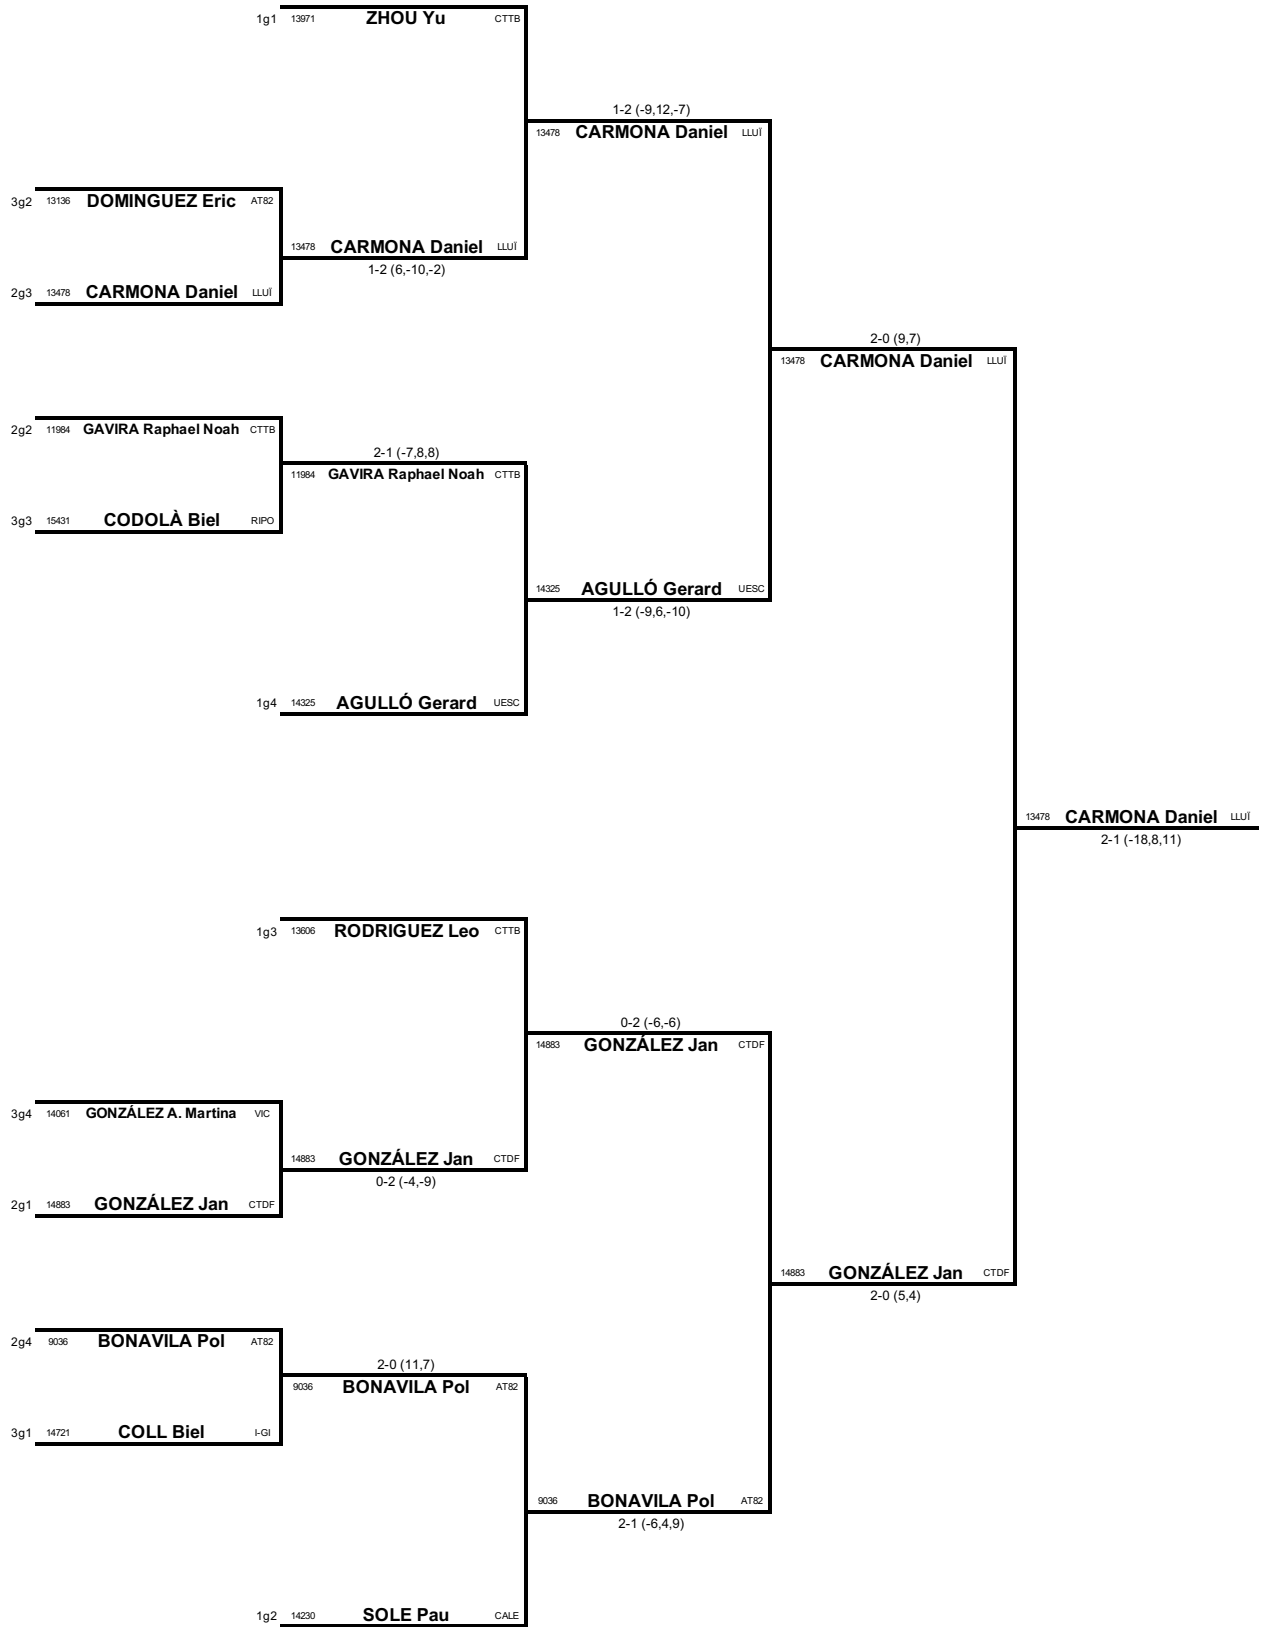 1g1 13971 ZHOU Yu CTTB
1-2 (-9,12,-7)
13478 CARMONA Daniel LLUÏ
3g2 13136 DOMINGUEZ Eric AT82
13478 CARMONA Daniel LLUÏ
1-2 (6,-10,-2)
2g3 13478 CARMONA Daniel LLUÏ
2-0 (9,7)
13478 CARMONA Daniel LLUÏ
2g2 11984 GAVIRA Raphael Noah CTTB
2-1 (-7,8,8)
11984 GAVIRA Raphael Noah CTTB
3g3 15431 CODOLÀ Biel RIPO
14325 AGULLÓ Gerard UESC
1-2 (-9,6,-10)
1g4 14325 AGULLÓ Gerard UESC
13478 CARMONA Daniel LLUÏ
2-1 (-18,8,11)
1g3 13606 RODRIGUEZ Leo CTTB
0-2 (-6,-6)
14883 GONZÁLEZ Jan CTDF
3g4 14061 GONZÁLEZ A. Martina VIC
14883 GONZÁLEZ Jan CTDF
0-2 (-4,-9)
2g1 14883 GONZÁLEZ Jan CTDF
14883 GONZÁLEZ Jan CTDF
2-0 (5,4)
2g4 9036 BONAVILA Pol AT82
2-0 (11,7)
9036 BONAVILA Pol AT82
3g1 14721 COLL Biel I-GI
9036 BONAVILA Pol AT82
2-1 (-6,4,9)
1g2 14230 SOLE Pau CALE